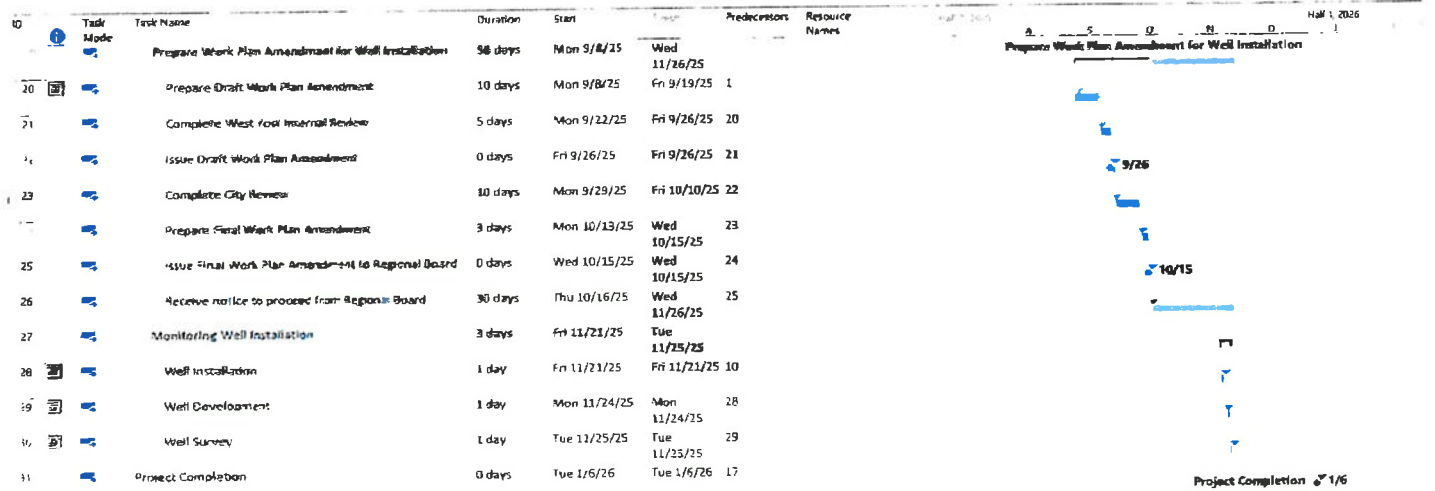 ID Task Mode Task Name Duration Start Predecessors Resource Names Half 1, 2026
A S O N D J
Prepare Work Plan Amendment for Well Installation 58 days Mon 9/8/25 Wed 11/26/25 Prepare Work Plan Amendment for Well Installation
20 Prepare Draft Work Plan Amendment 10 days Mon 9/8/25 Fri 9/19/25 1
21 Complete West Yost Internal Review 5 days Mon 9/22/25 Fri 9/26/25 20
Issue Draft Work Plan Amendment 0 days Fri 9/26/25 Fri 9/26/25 21 9/26
23 Complete City Review 10 days Mon 9/29/25 Fri 10/10/25 22
Prepare Final Work Plan Amendment 3 days Mon 10/13/25 Wed 10/15/25 23
25 Issue Final Work Plan Amendment to Regional Board 0 days Wed 10/15/25 Wed 10/15/25 24 10/15
26 Receive notice to proceed from Regional Board 30 days Thu 10/16/25 Wed 11/26/25 25
27 Monitoring Well Installation 3 days Fri 11/21/25 Tue 11/25/25
28 Well Installation 1 day Fri 11/21/25 Fri 11/21/25 10
29 Well Development 1 day Mon 11/24/25 Mon 11/24/25 28
30 Well Survey 1 day Tue 11/25/25 Tue 11/25/25 29
31 Project Completion 0 days Tue 1/6/26 Tue 1/6/26 17 Project Completion 1/6